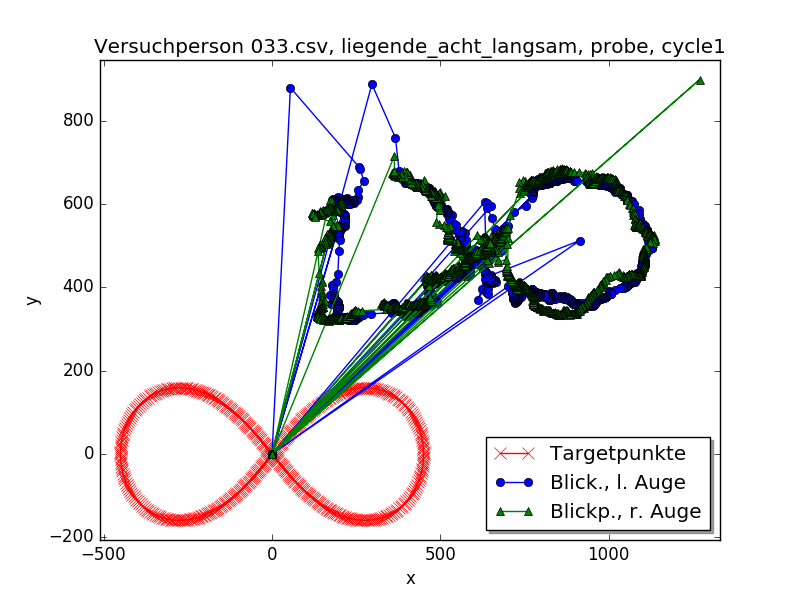 Versuchperson 033.csv, liegende_acht_langsam, probe, cycle1
800
600
400
200
0
−200
y
−500
0
500
1000
x
Targetpunkte
Blick., l. Auge
Blickp., r. Auge